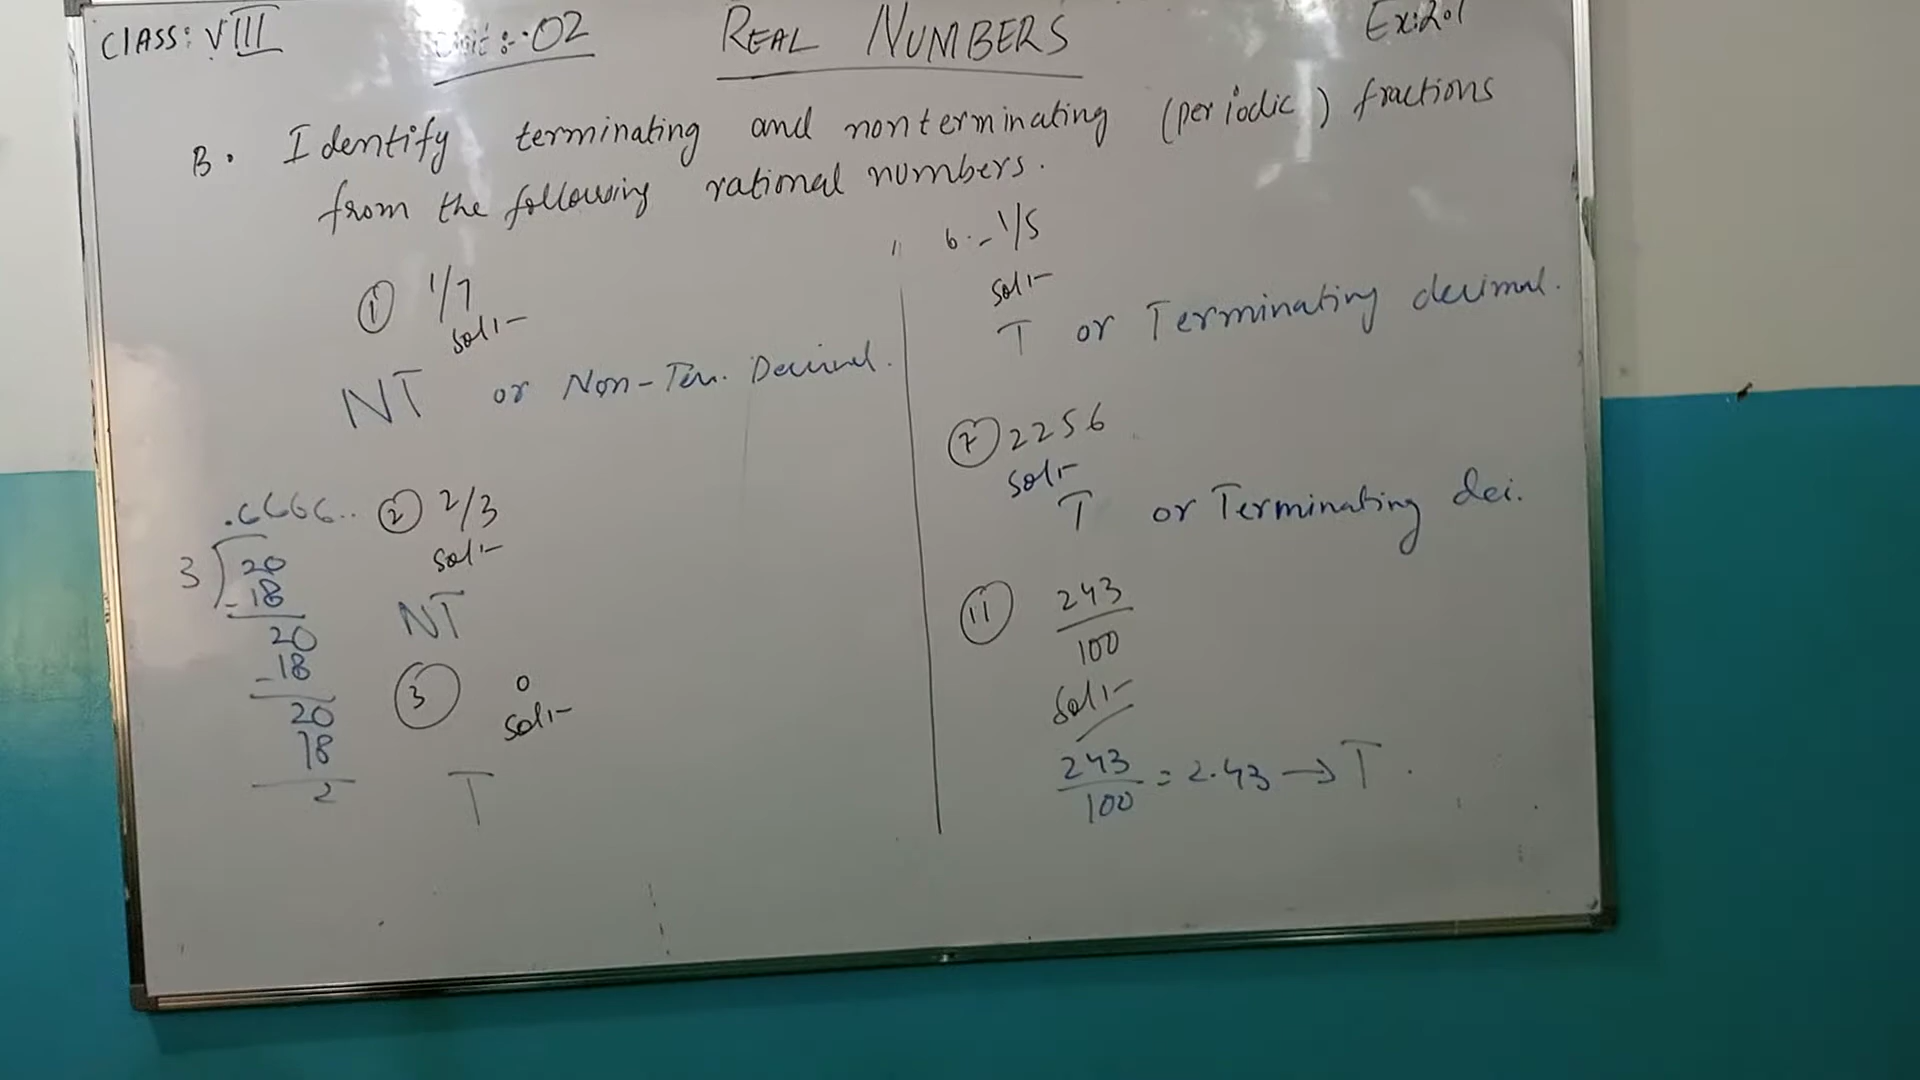 CLASS: VIII Unit :- 02 REAL NUMBERS Ex:2.1
B. Identify terminating and nonterminating (periodic) fractions
from the following rational numbers.
① 1/7
Sol:-
NT or Non-Ter. Decimal.
.6666.. ② 2/3
Sol:-
3 20
-18
20
-18
20
18
2
NT
③ 0
Sol:-
T
6:- 1/5
Sol:-
T or Terminating decimal.
⑦ 2256
Sol:-
T or Terminating dei.
⑪ 243
100
Sol:-
243
100 = 2.43 → T.